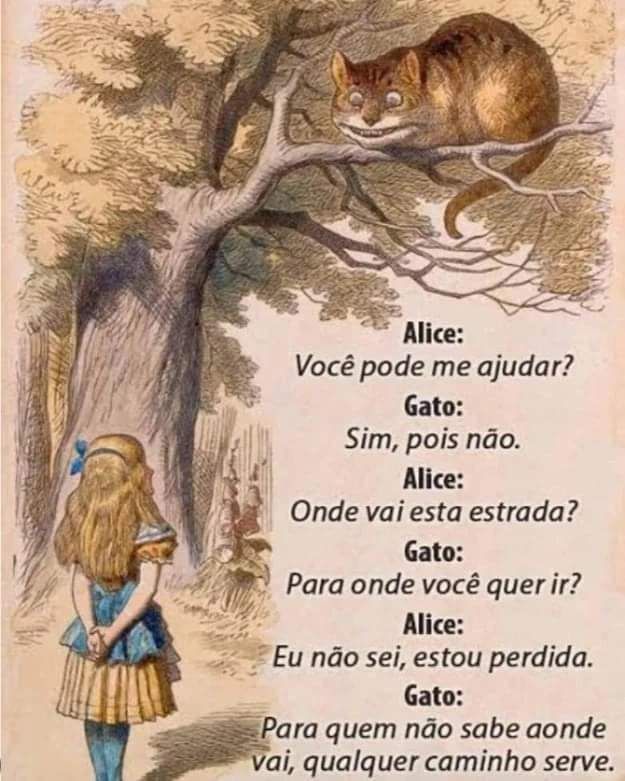 Alice:
Você pode me ajudar?
Gato:
Sim, pois não.
Alice:
Onde vai esta estrada?
Gato:
Para onde você quer ir?
Alice:
Eu não sei, estou perdida.
Gato:
Para quem não sabe aonde
vai, qualquer caminho serve.